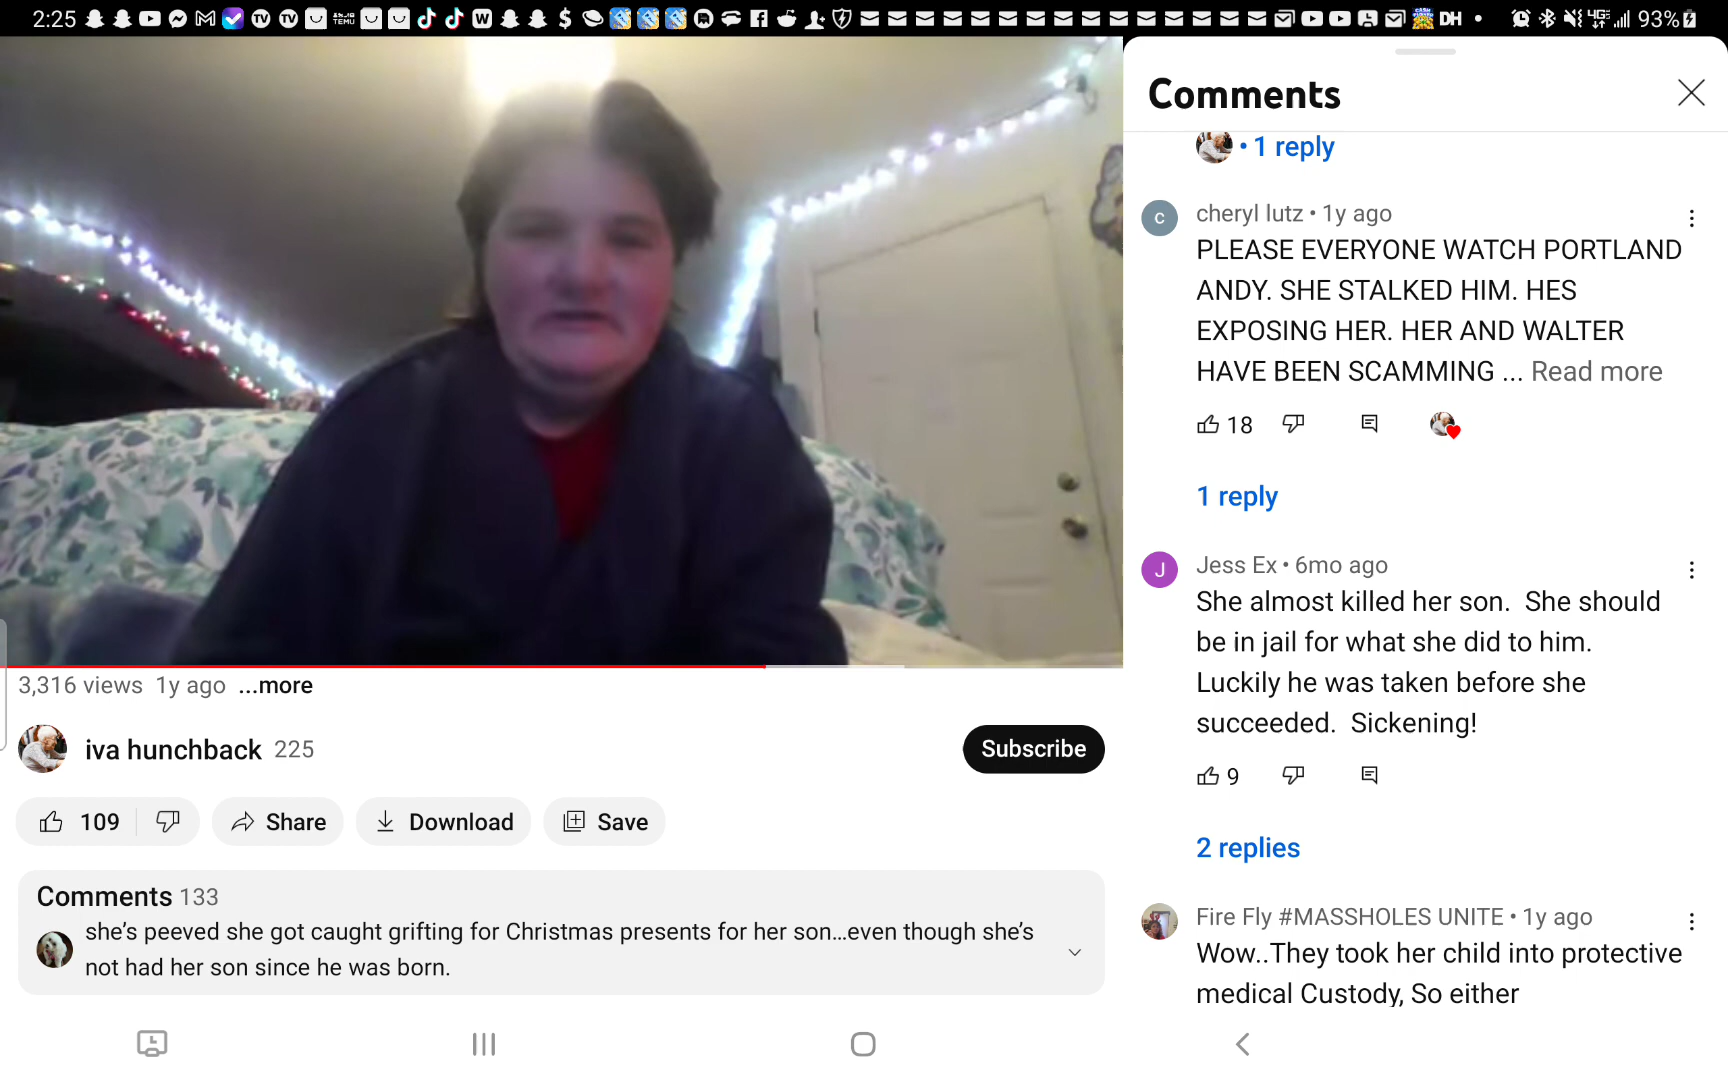 2:25
93%
Comments
• 1 reply
cheryl lutz • 1y ago
PLEASE EVERYONE WATCH PORTLAND
ANDY. SHE STALKED HIM. HES
EXPOSING HER. HER AND WALTER
HAVE BEEN SCAMMING ... Read more
18
1 reply
Jess Ex • 6mo ago
She almost killed her son.  She should
be in jail for what she did to him.
Luckily he was taken before she
succeeded.  Sickening!
9
2 replies
Fire Fly #MASSHOLES UNITE • 1y ago
Wow..They took her child into protective
medical Custody, So either
3,316 views 1y ago ...more
iva hunchback 225
Subscribe
109
Share
Download
Save
Comments 133
she’s peeved she got caught grifting for Christmas presents for her son...even though she’s
not had her son since he was born.